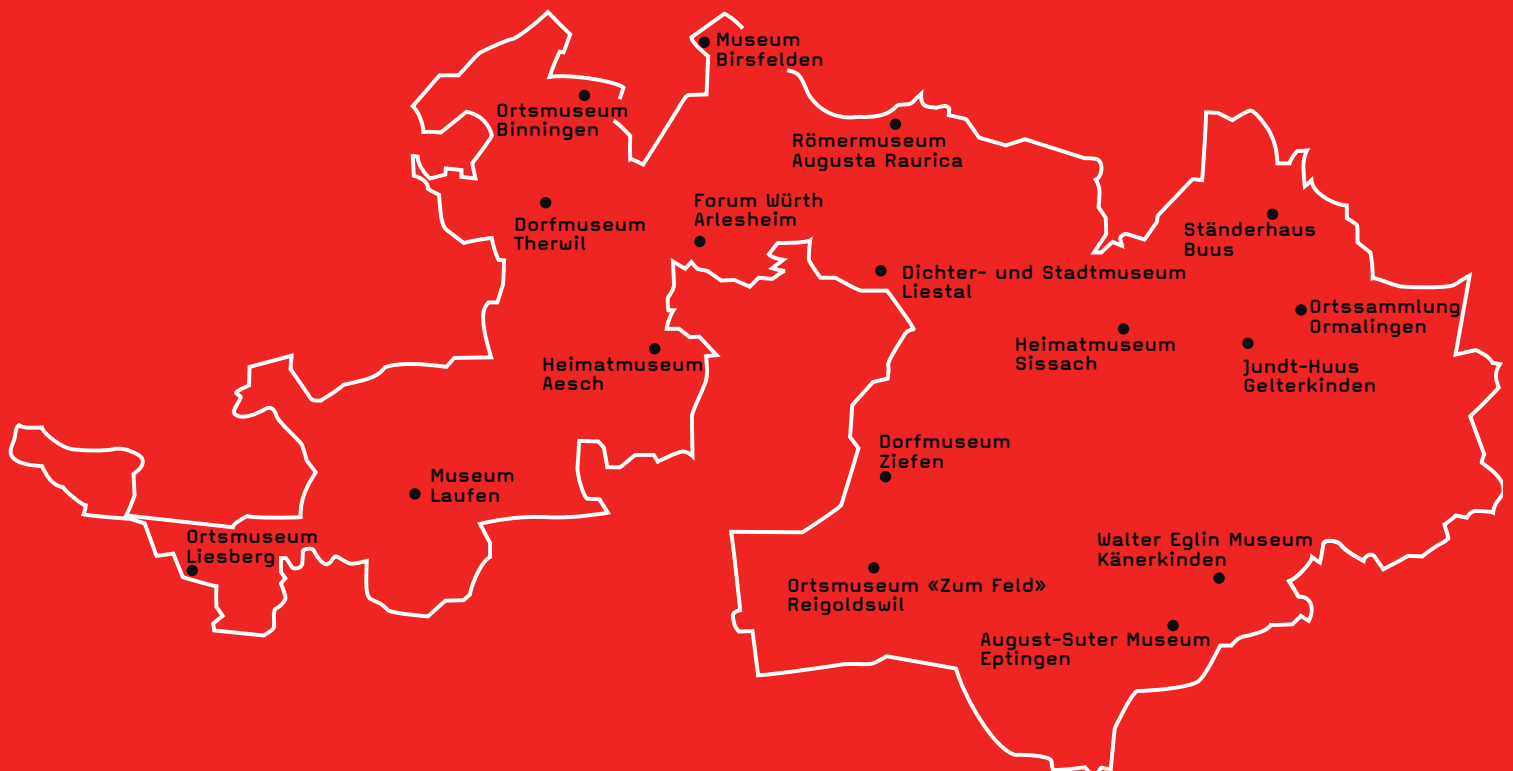 Museum
Birsfelden
Ortsmuseum
Binningen
Römermuseum
Augusta Raurica
Forum Würth
Arlesheim
Dorfmuseum
Therwil
Ständerhaus
Buus
Dichter- und Stadtmuseum
Liestal
Ortssammlung
Ormalingen
Heimatmuseum
Sissach
Heimatmuseum
Aesch
Jundt-Huus
Gelterkinden
Dorfmuseum
Ziefen
Museum
Laufen
Ortsmuseum
Liesberg
Walter Eglin Museum
Känerkinden
Ortsmuseum «Zum Feld»
Reigoldswil
August-Suter Museum
Eptingen